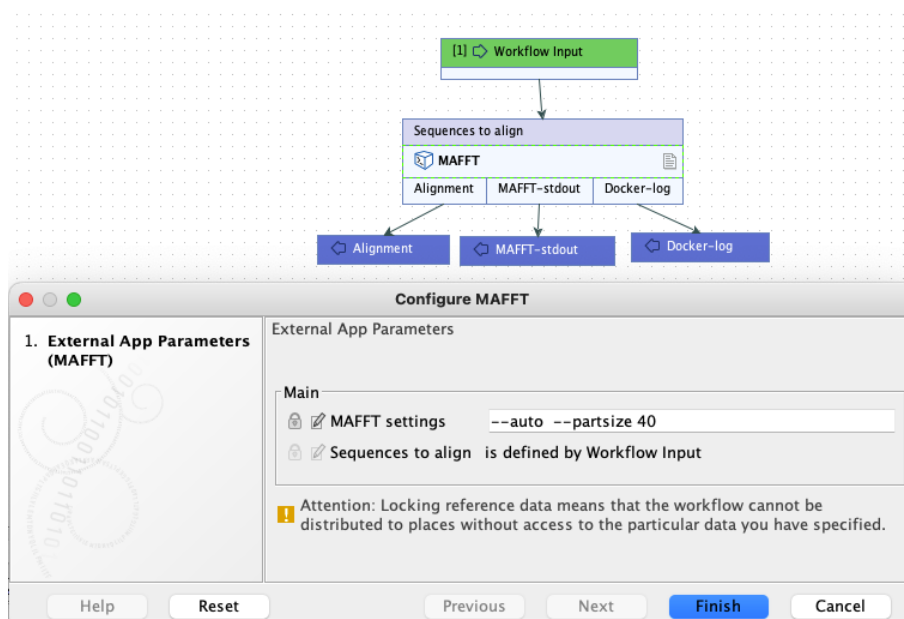 [1] Workflow Input
Sequences to align
MAFFT
Alignment MAFFT-stdout Docker-log
Alignment
MAFFT-stdout
Docker-log
Configure MAFFT
1. External App Parameters
(MAFFT)
External App Parameters
Main
MAFFT settings --auto --partsize 40
Sequences to align is defined by Workflow Input
Attention: Locking reference data means that the workflow cannot be
distributed to places without access to the particular data you have specified.
Help Reset Previous Next Finish Cancel